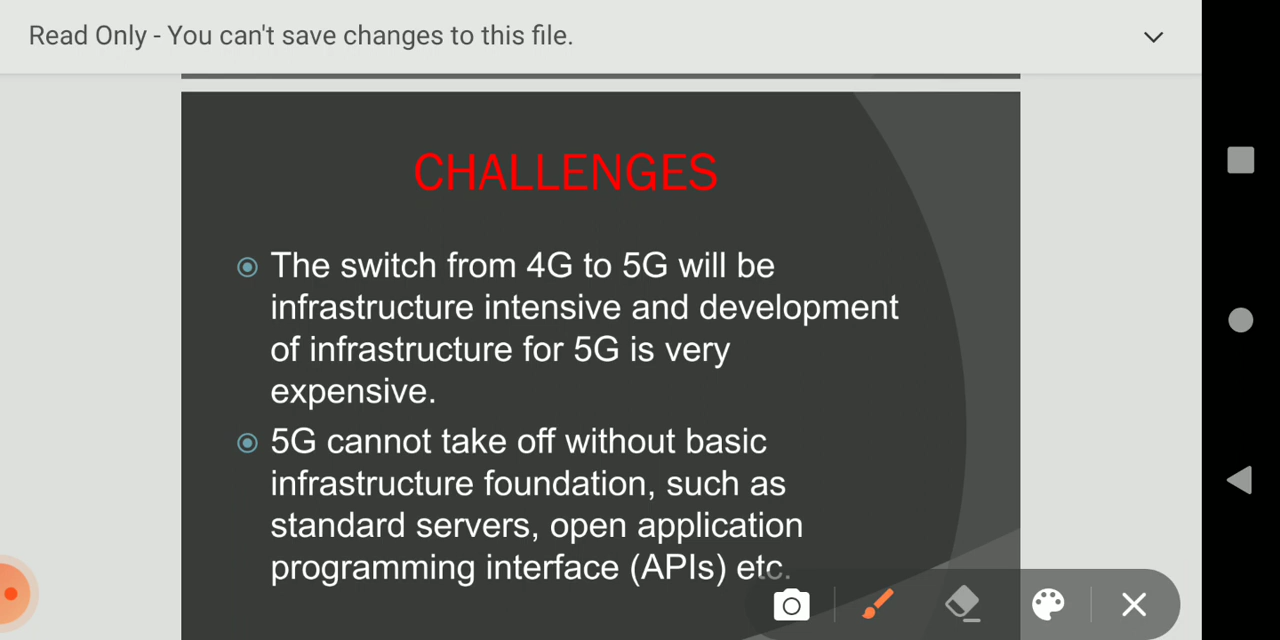 Read Only - You can't save changes to this file.
CHALLENGES
The switch from 4G to 5G will be
infrastructure intensive and development
of infrastructure for 5G is very
expensive.
5G cannot take off without basic
infrastructure foundation, such as
standard servers, open application
programming interface (APIs) etc.